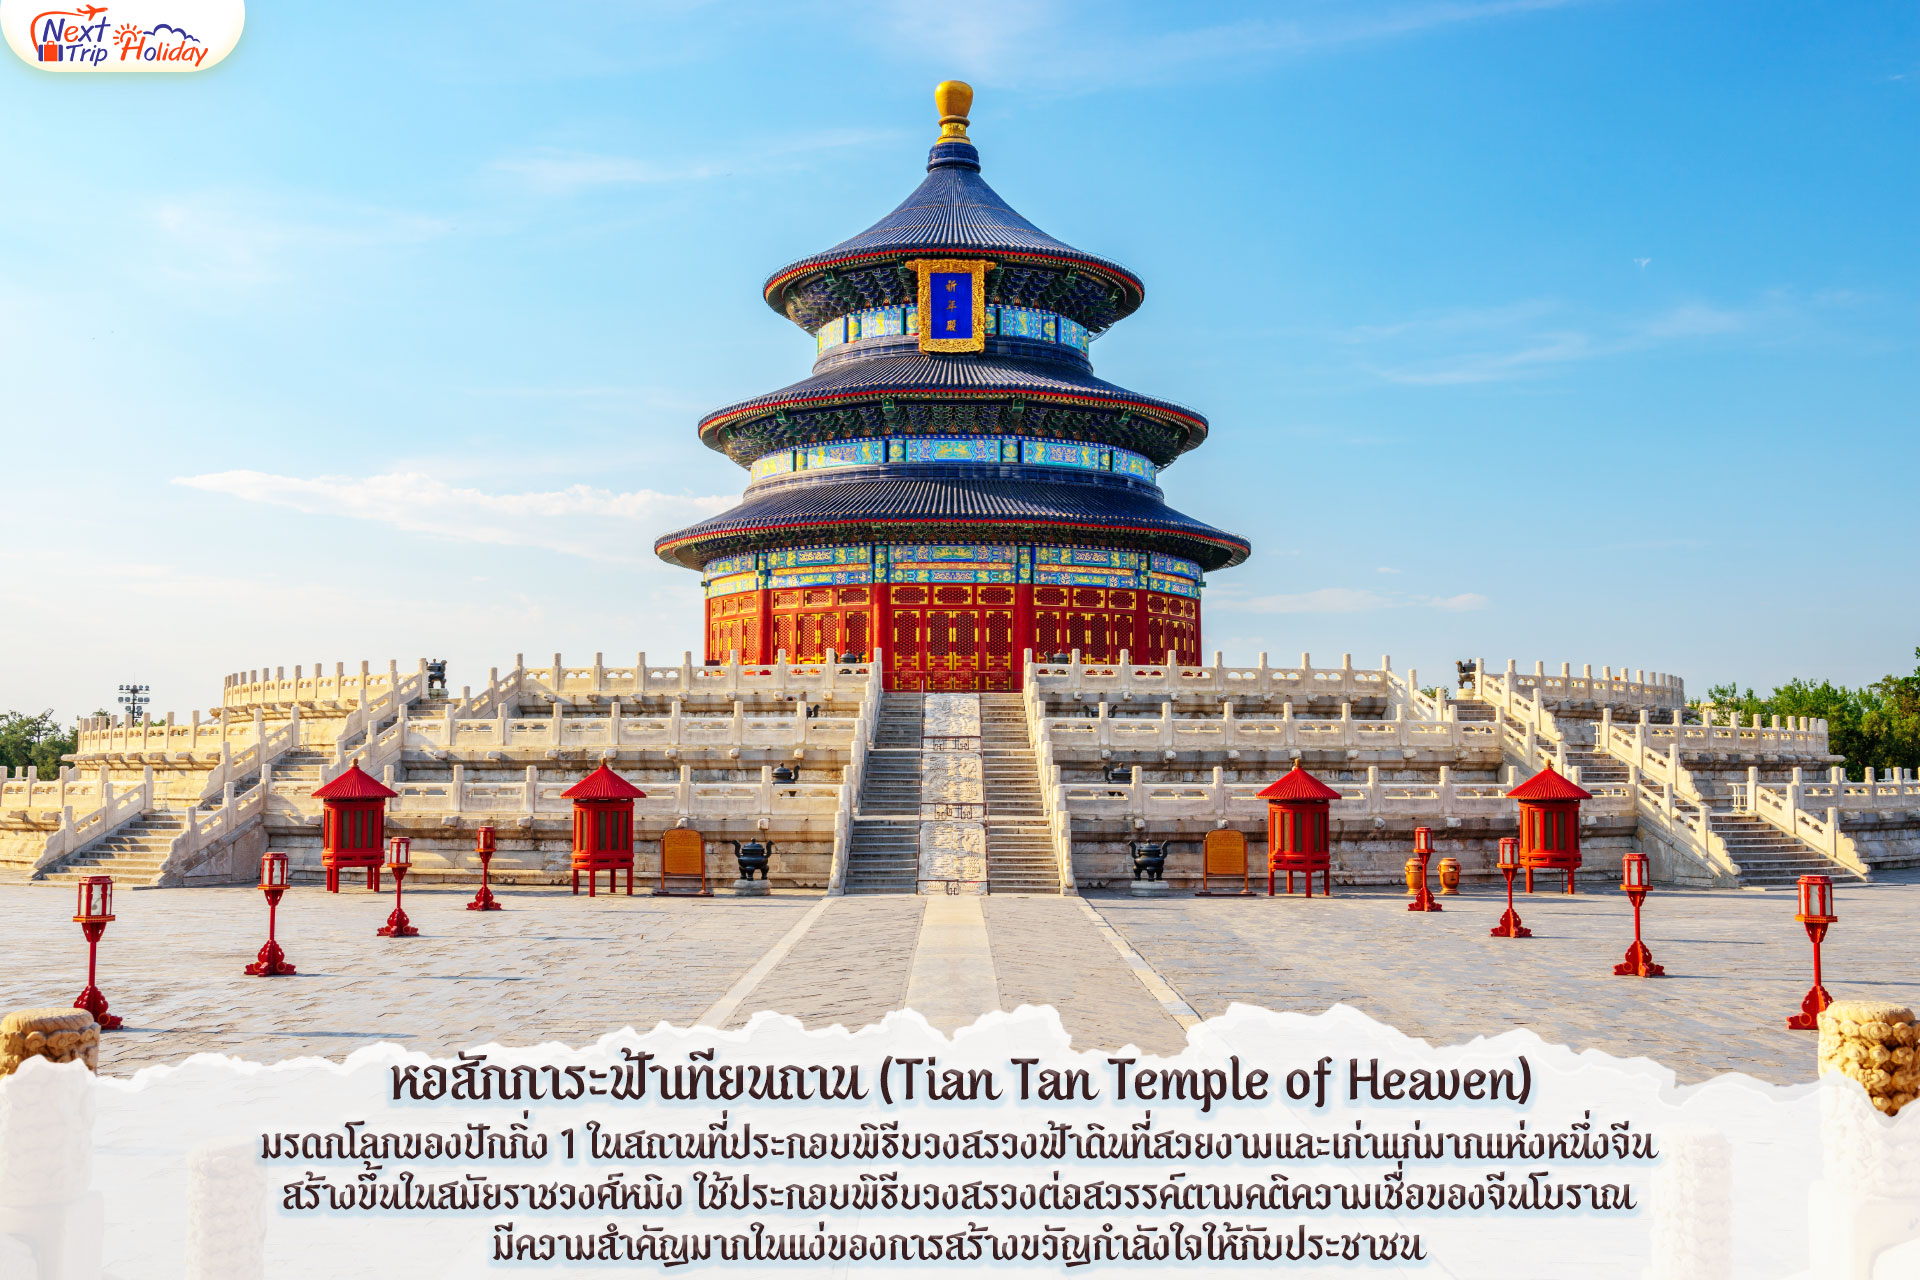 Next Trip Holiday
祈年殿
หอสักการะฟ้าเทียนถาน (Tian Tan Temple of Heaven)
มรดกโลกของปักกิ่ง 1 ในสถานที่ประกอบพิธีบวงสรวงฟ้าดินที่สวยงามและเก่าแก่มากแห่งหนึ่งจีน
สร้างขึ้นในสมัยราชวงศ์หมิง ใช้ประกอบพิธีบวงสรวงต่อสวรรค์ตามคติความเชื่อของจีนโบราณ
มีความสำคัญมากในแง่ของการสร้างขวัญกำลังใจให้กับประชาชน